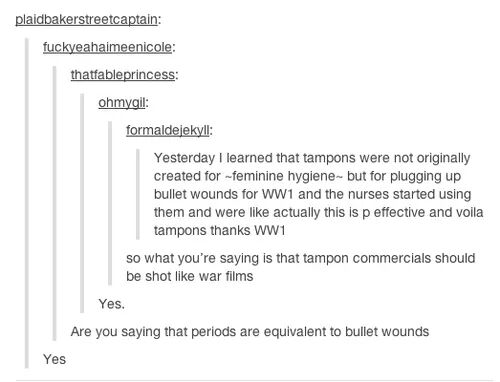 plaidbakerstreetcaptain:
fuckyeahaimeenicole:
thatfableprincess:
ohmygil:
formaldejekyll:
Yesterday I learned that tampons were not originally
created for ~feminine hygiene~ but for plugging up
bullet wounds for WW1 and the nurses started using
them and were like actually this is p effective and voila
tampons thanks WW1
so what you're saying is that tampon commercials should
be shot like war films
Yes.
Are you saying that periods are equivalent to bullet wounds
Yes